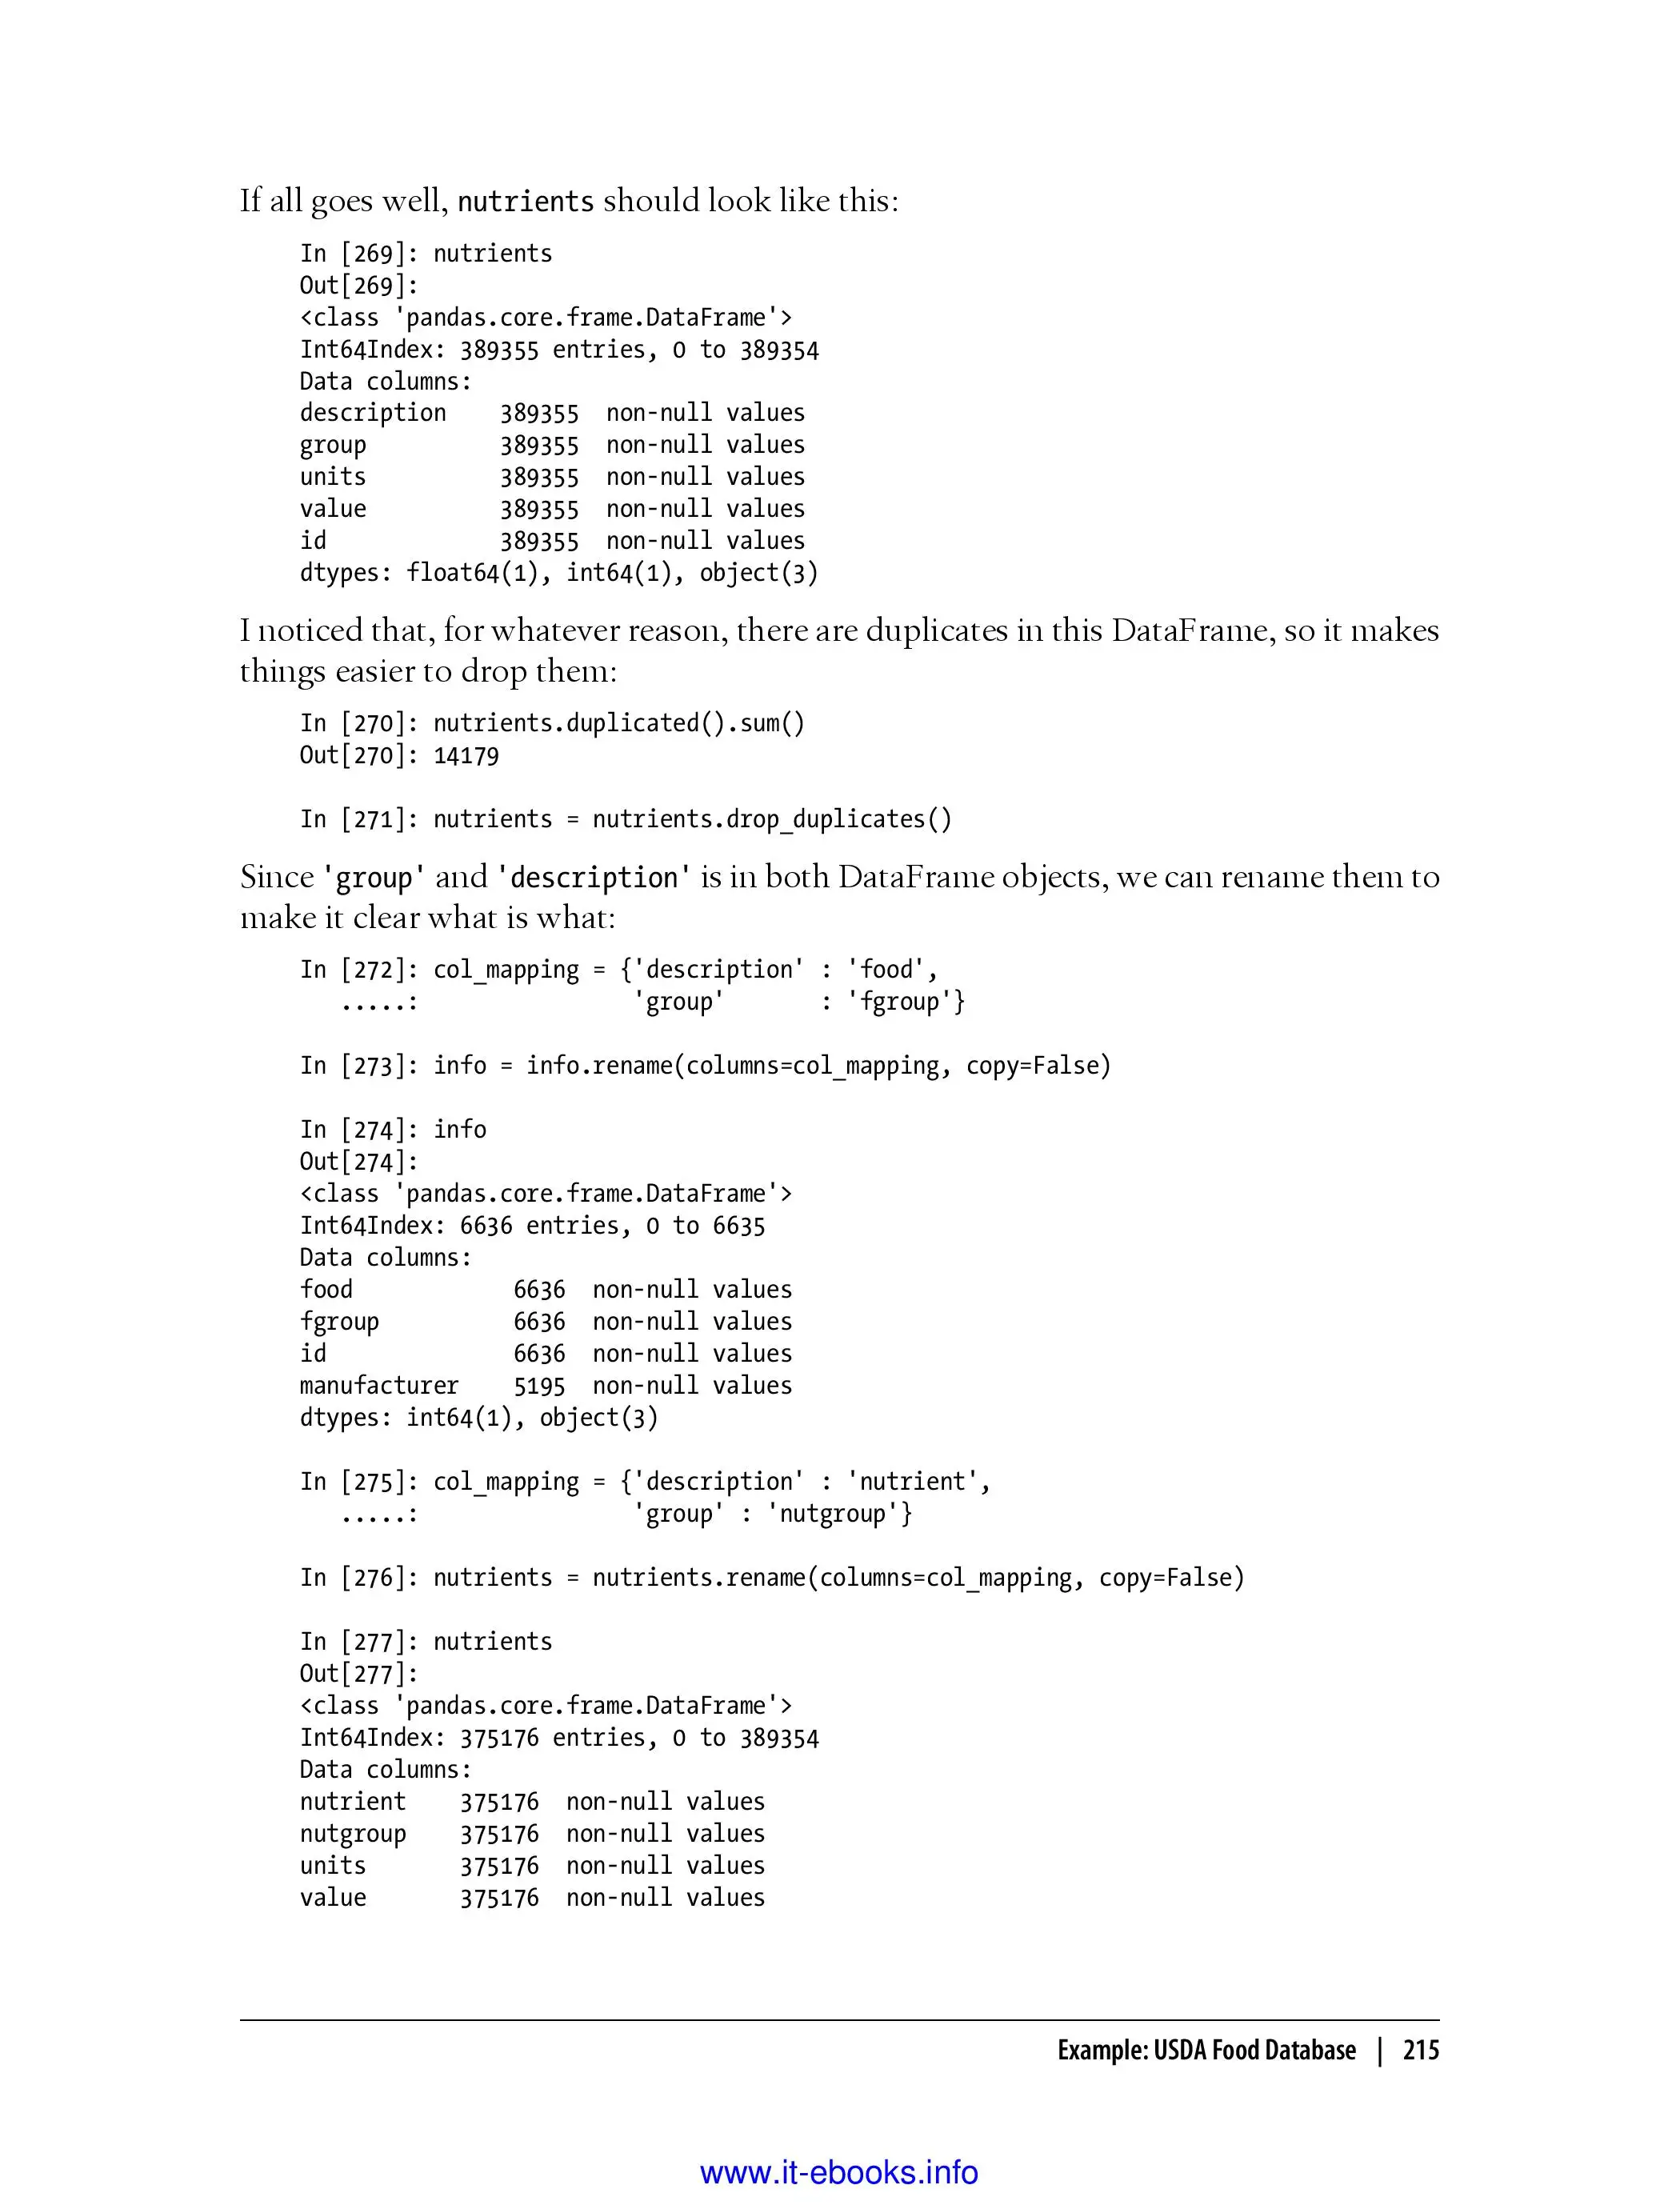 If all goes well, nutrients should look like this:
In [269]: nutrients
Out[269]:
<class 'pandas.core.frame.DataFrame'>
Int64Index: 389355 entries, 0 to 389354
Data columns:
description    389355  non-null values
group          389355  non-null values
units          389355  non-null values
value          389355  non-null values
id             389355  non-null values
dtypes: float64(1), int64(1), object(3)
I noticed that, for whatever reason, there are duplicates in this DataFrame, so it makes
things easier to drop them:
In [270]: nutrients.duplicated().sum()
Out[270]: 14179
In [271]: nutrients = nutrients.drop_duplicates()
Since 'group' and 'description' is in both DataFrame objects, we can rename them to
make it clear what is what:
In [272]: col_mapping = {'description' : 'food',
   .....:                'group'       : 'fgroup'}
In [273]: info = info.rename(columns=col_mapping, copy=False)
In [274]: info
Out[274]:
<class 'pandas.core.frame.DataFrame'>
Int64Index: 6636 entries, 0 to 6635
Data columns:
food            6636  non-null values
fgroup          6636  non-null values
id              6636  non-null values
manufacturer    5195  non-null values
dtypes: int64(1), object(3)
In [275]: col_mapping = {'description' : 'nutrient',
   .....:                'group' : 'nutgroup'}
In [276]: nutrients = nutrients.rename(columns=col_mapping, copy=False)
In [277]: nutrients
Out[277]:
<class 'pandas.core.frame.DataFrame'>
Int64Index: 375176 entries, 0 to 389354
Data columns:
nutrient    375176  non-null values
nutgroup    375176  non-null values
units       375176  non-null values
value       375176  non-null values
Example: USDA Food Database | 215
www.it-ebooks.info